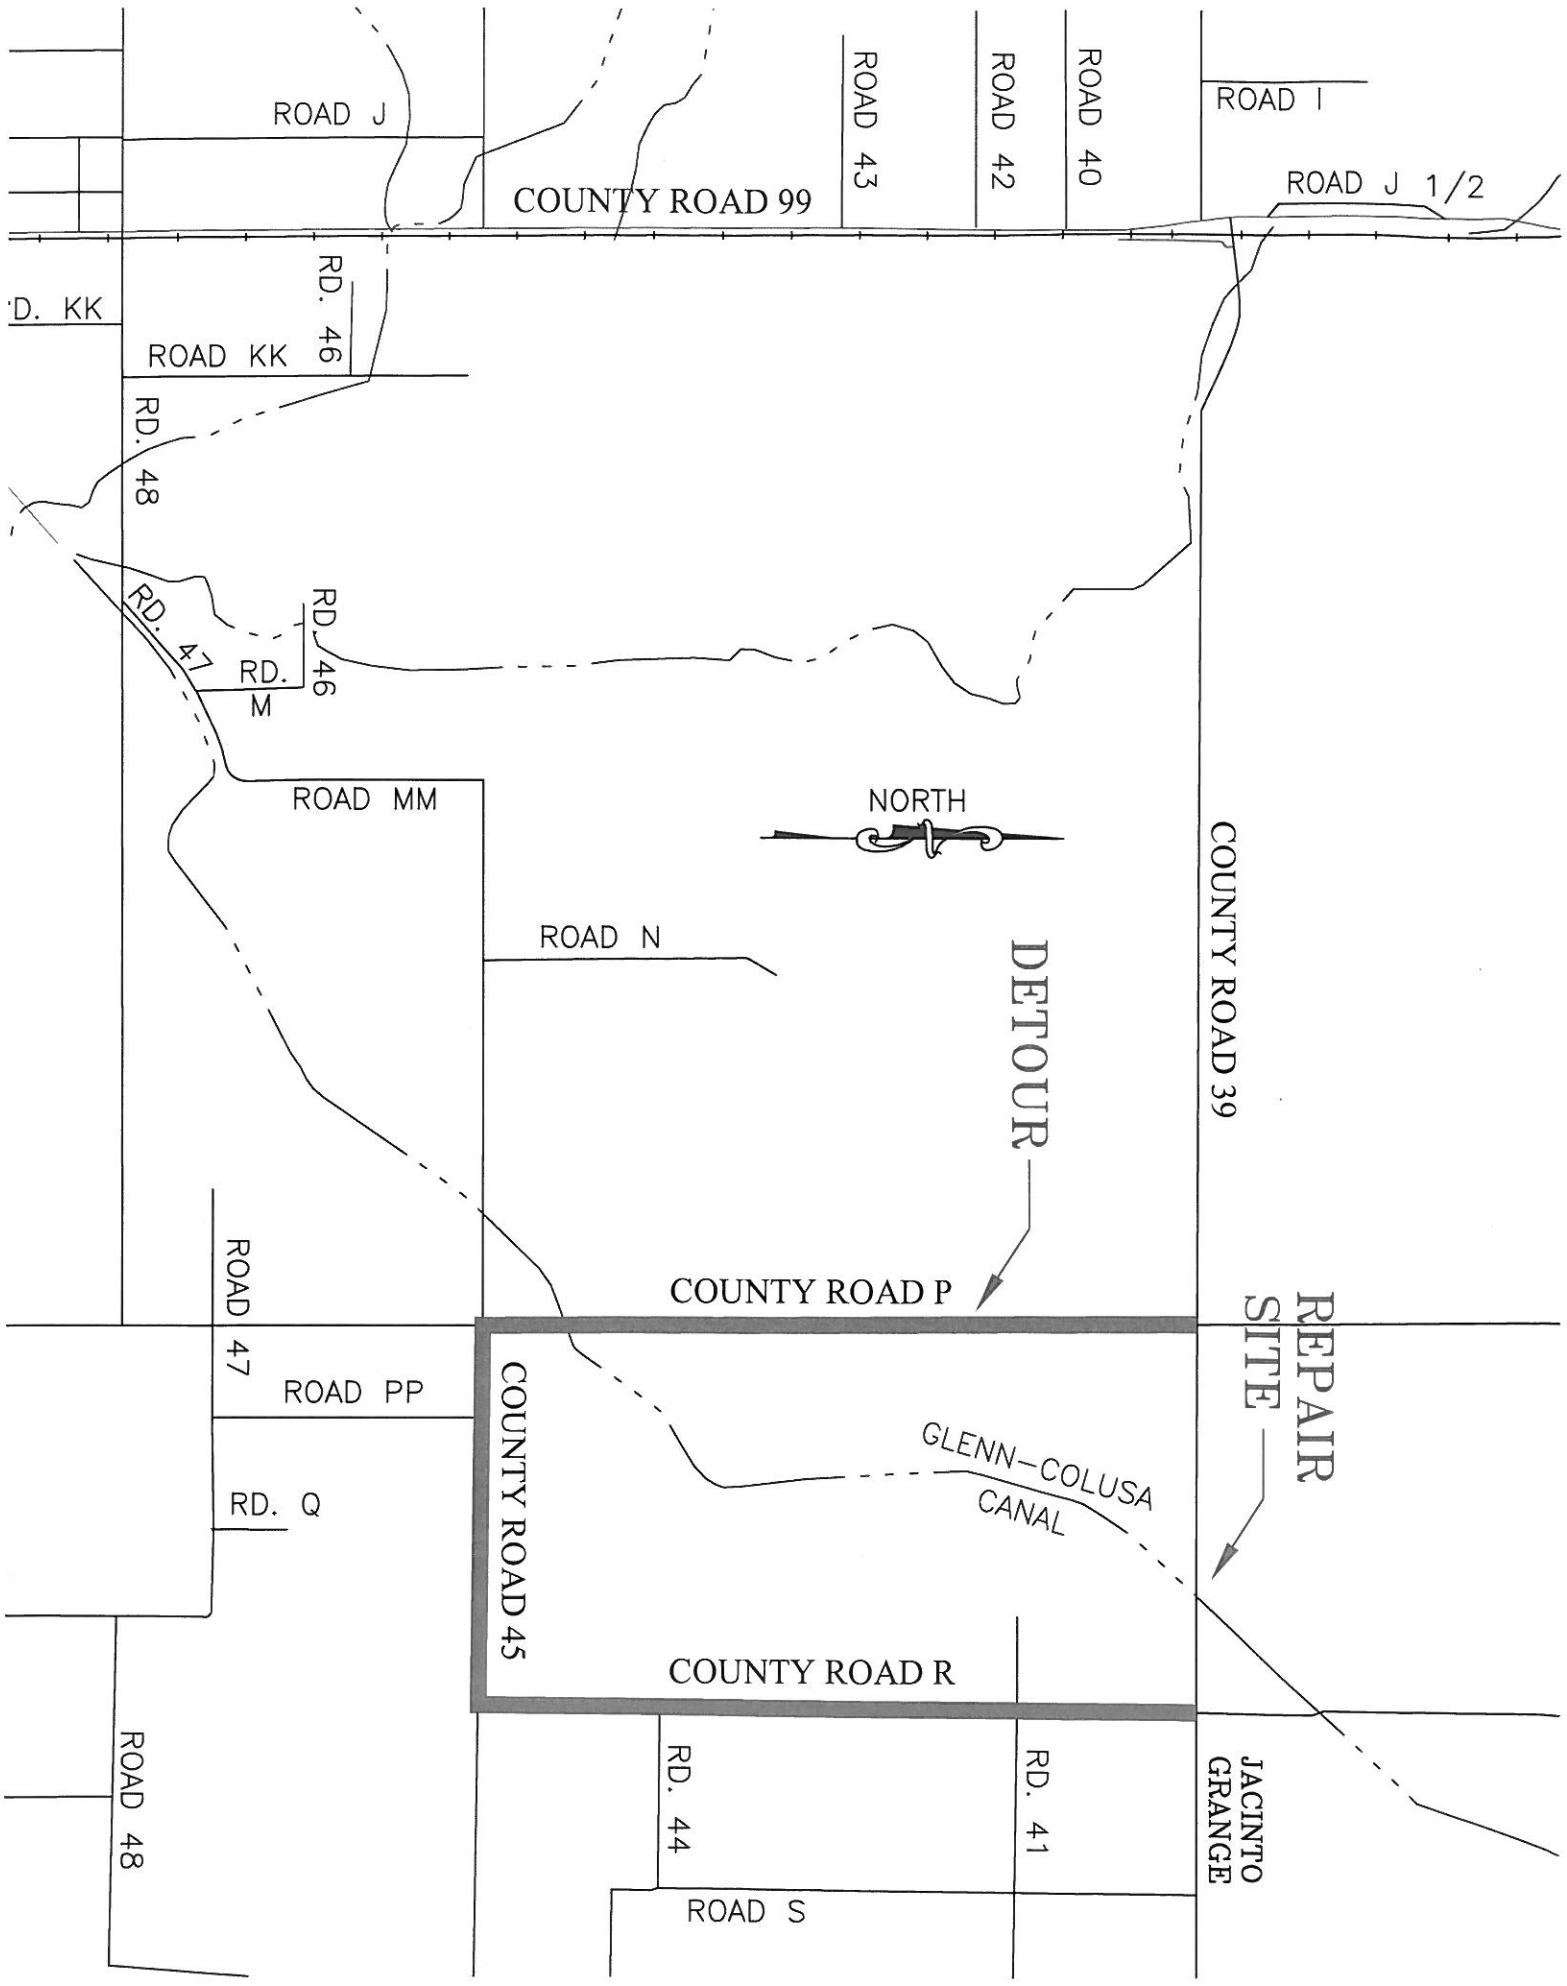 ROAD J
COUNTY ROAD 99
ROAD 43
ROAD 42
ROAD 40
ROAD I
ROAD J 1/2
D. KK
ROAD KK
RD. 46
RD. 48
RD. 47
RD. 46
RD.
M
ROAD MM
NORTH
COUNTY ROAD 39
ROAD N
DETOUR
COUNTY ROAD P
REPAIR
SITE
ROAD 47
ROAD PP
COUNTY ROAD 45
GLENN-COLUSA
CANAL
RD. Q
COUNTY ROAD R
ROAD 48
RD. 44
RD. 41
JACINTO
GRANGE
ROAD S